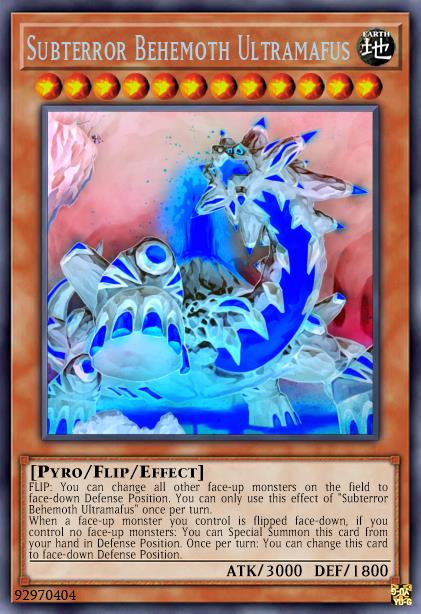 SUBTERROR BEHEMOTH ULTRAMAFUS
EARTH
地
[PYRO/FLIP/EFFECT]
FLIP: You can change all other face-up monsters on the field to
face-down Defense Position. You can only use this effect of "Subterror
Behemoth Ultramafus" once per turn.
When a face-up monster you control is flipped face-down, if you
control no face-up monsters: You can Special Summon this card from
your hand in Defense Position. Once per turn: You can change this card
to face-down Defense Position.
ATK/3000 DEF/1800
92970404